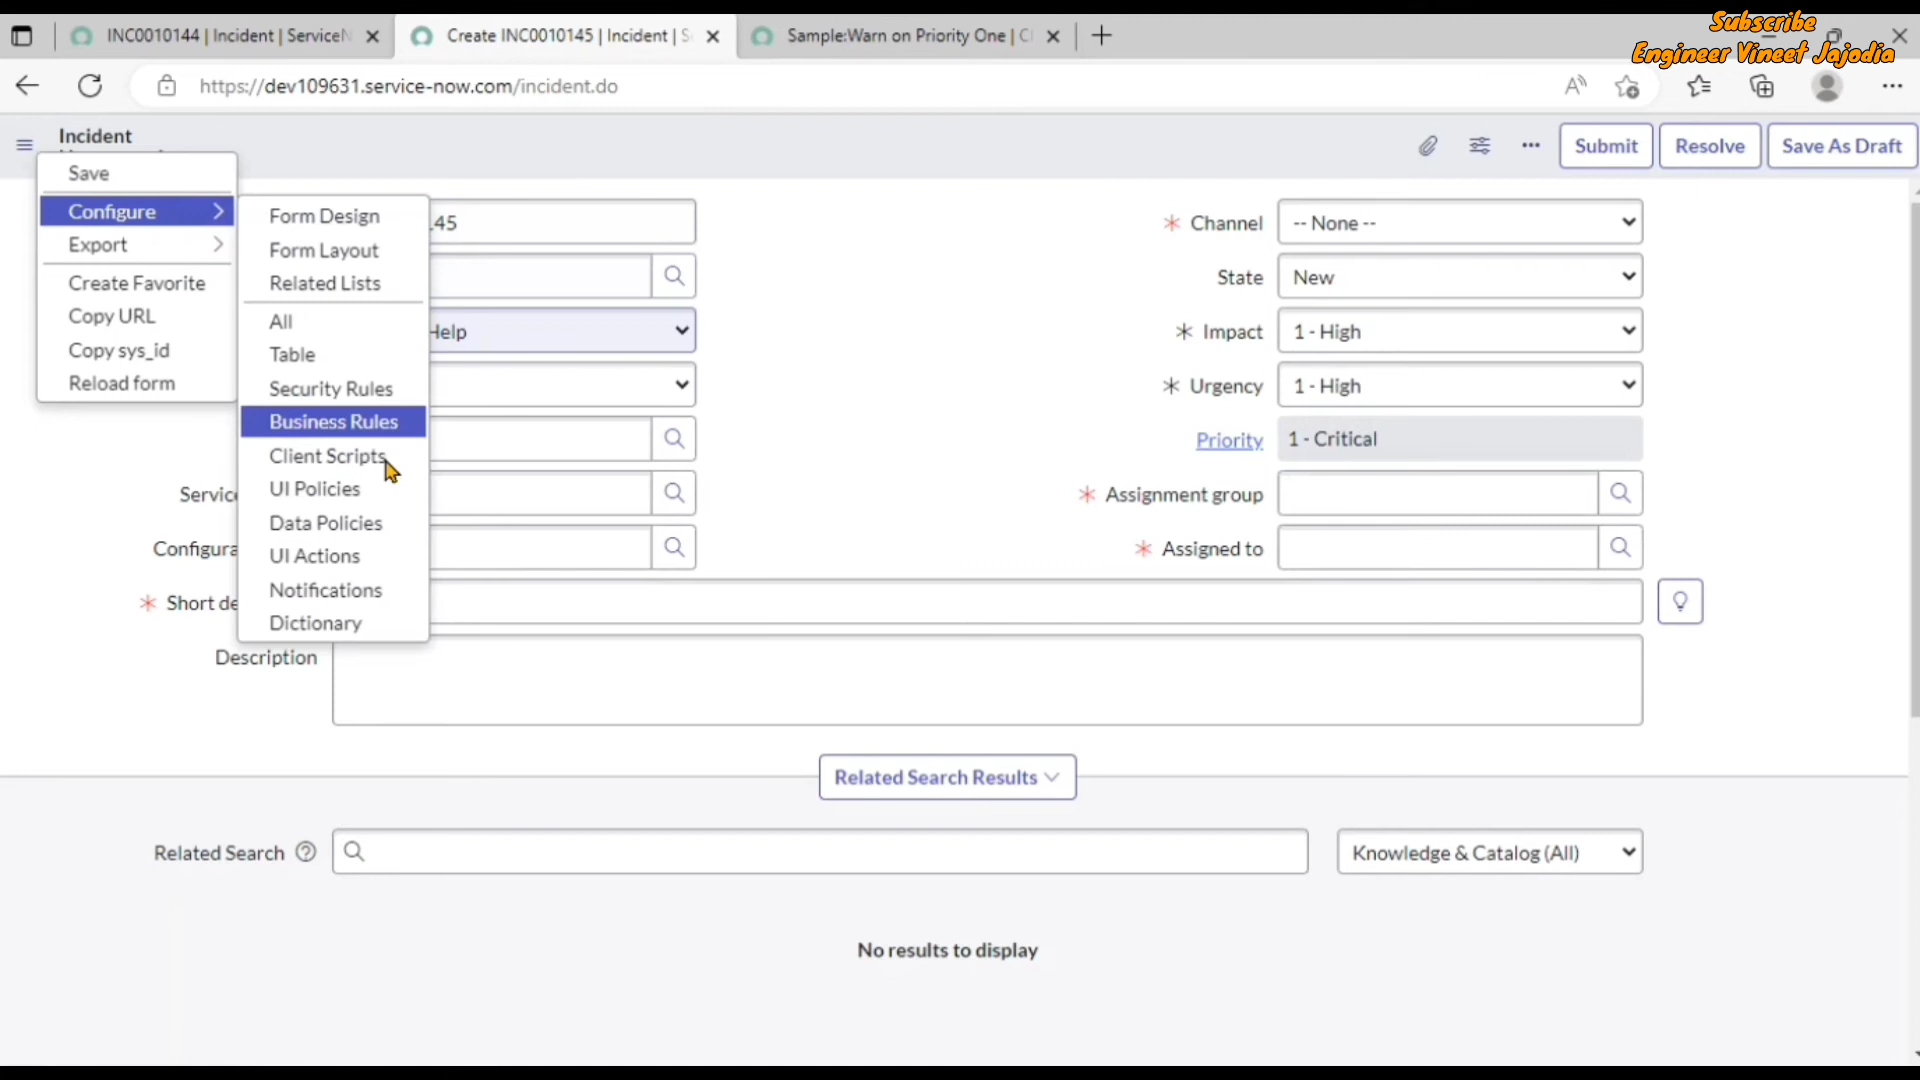 Subscribe
Engineer Vineet Jajodia
INC0010144 | Incident | ServiceN
Create INC0010145 | Incident | S
Sample:Warn on Priority One | C
https://dev109631.service-now.com/incident.do
Incident
Submit
Resolve
Save As Draft
Save
Configure
Export
Create Favorite
Copy URL
Copy sys_id
Reload form
Form Design
Form Layout
Related Lists
All
Table
Security Rules
Business Rules
Client Scripts
UI Policies
Data Policies
UI Actions
Notifications
Dictionary
45
Help
Service
Configura
* Short de
Description
* Channel
-- None --
State
New
* Impact
1 - High
* Urgency
1 - High
Priority
1 - Critical
* Assignment group
* Assigned to
Related Search Results
Related Search
Knowledge & Catalog (All)
No results to display